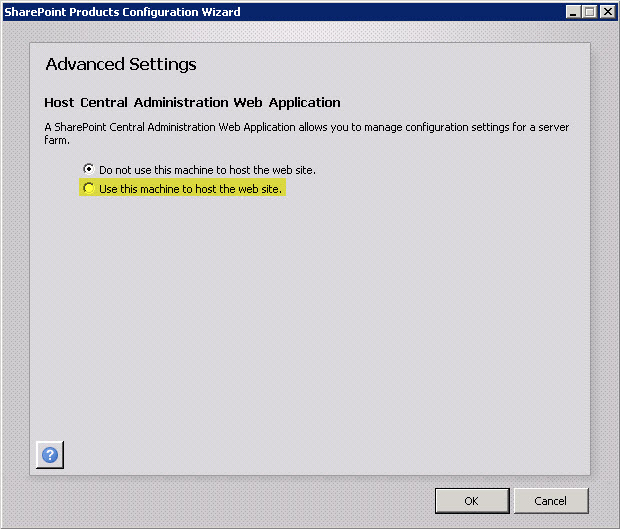 SharePoint Products Configuration Wizard
Advanced Settings
Host Central Administration Web Application
A SharePoint Central Administration Web Application allows you to manage configuration settings for a server
farm.
Do not use this machine to host the web site.
Use this machine to host the web site.
?
OK
Cancel